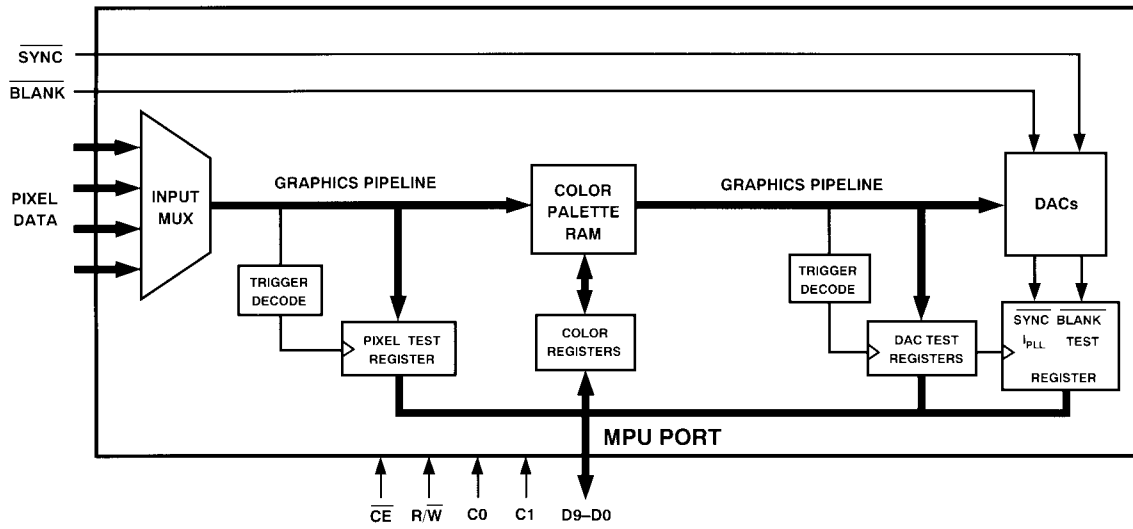 SYNC
BLANK
PIXEL
DATA
INPUT
MUX
GRAPHICS PIPELINE
COLOR
PALETTE
RAM
GRAPHICS PIPELINE
DACs
TRIGGER
DECODE
TRIGGER
DECODE
PIXEL TEST
REGISTER
COLOR
REGISTERS
DAC TEST
REGISTERS
SYNC BLANK
iPLL TEST
REGISTER
MPU PORT
CE R/W C0 C1 D9–D0